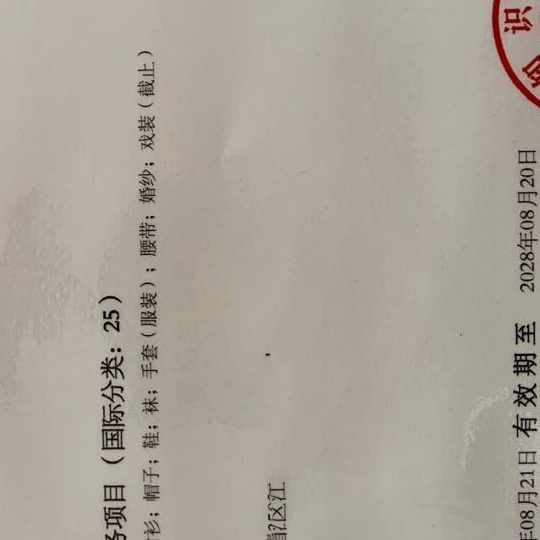 务项目（国际分类：25）
衫；帽子；鞋；袜；手套（服装）；腰带；婚纱；戏装（截止）
区江
年08月21日 有效期至 2028年08月20日
识